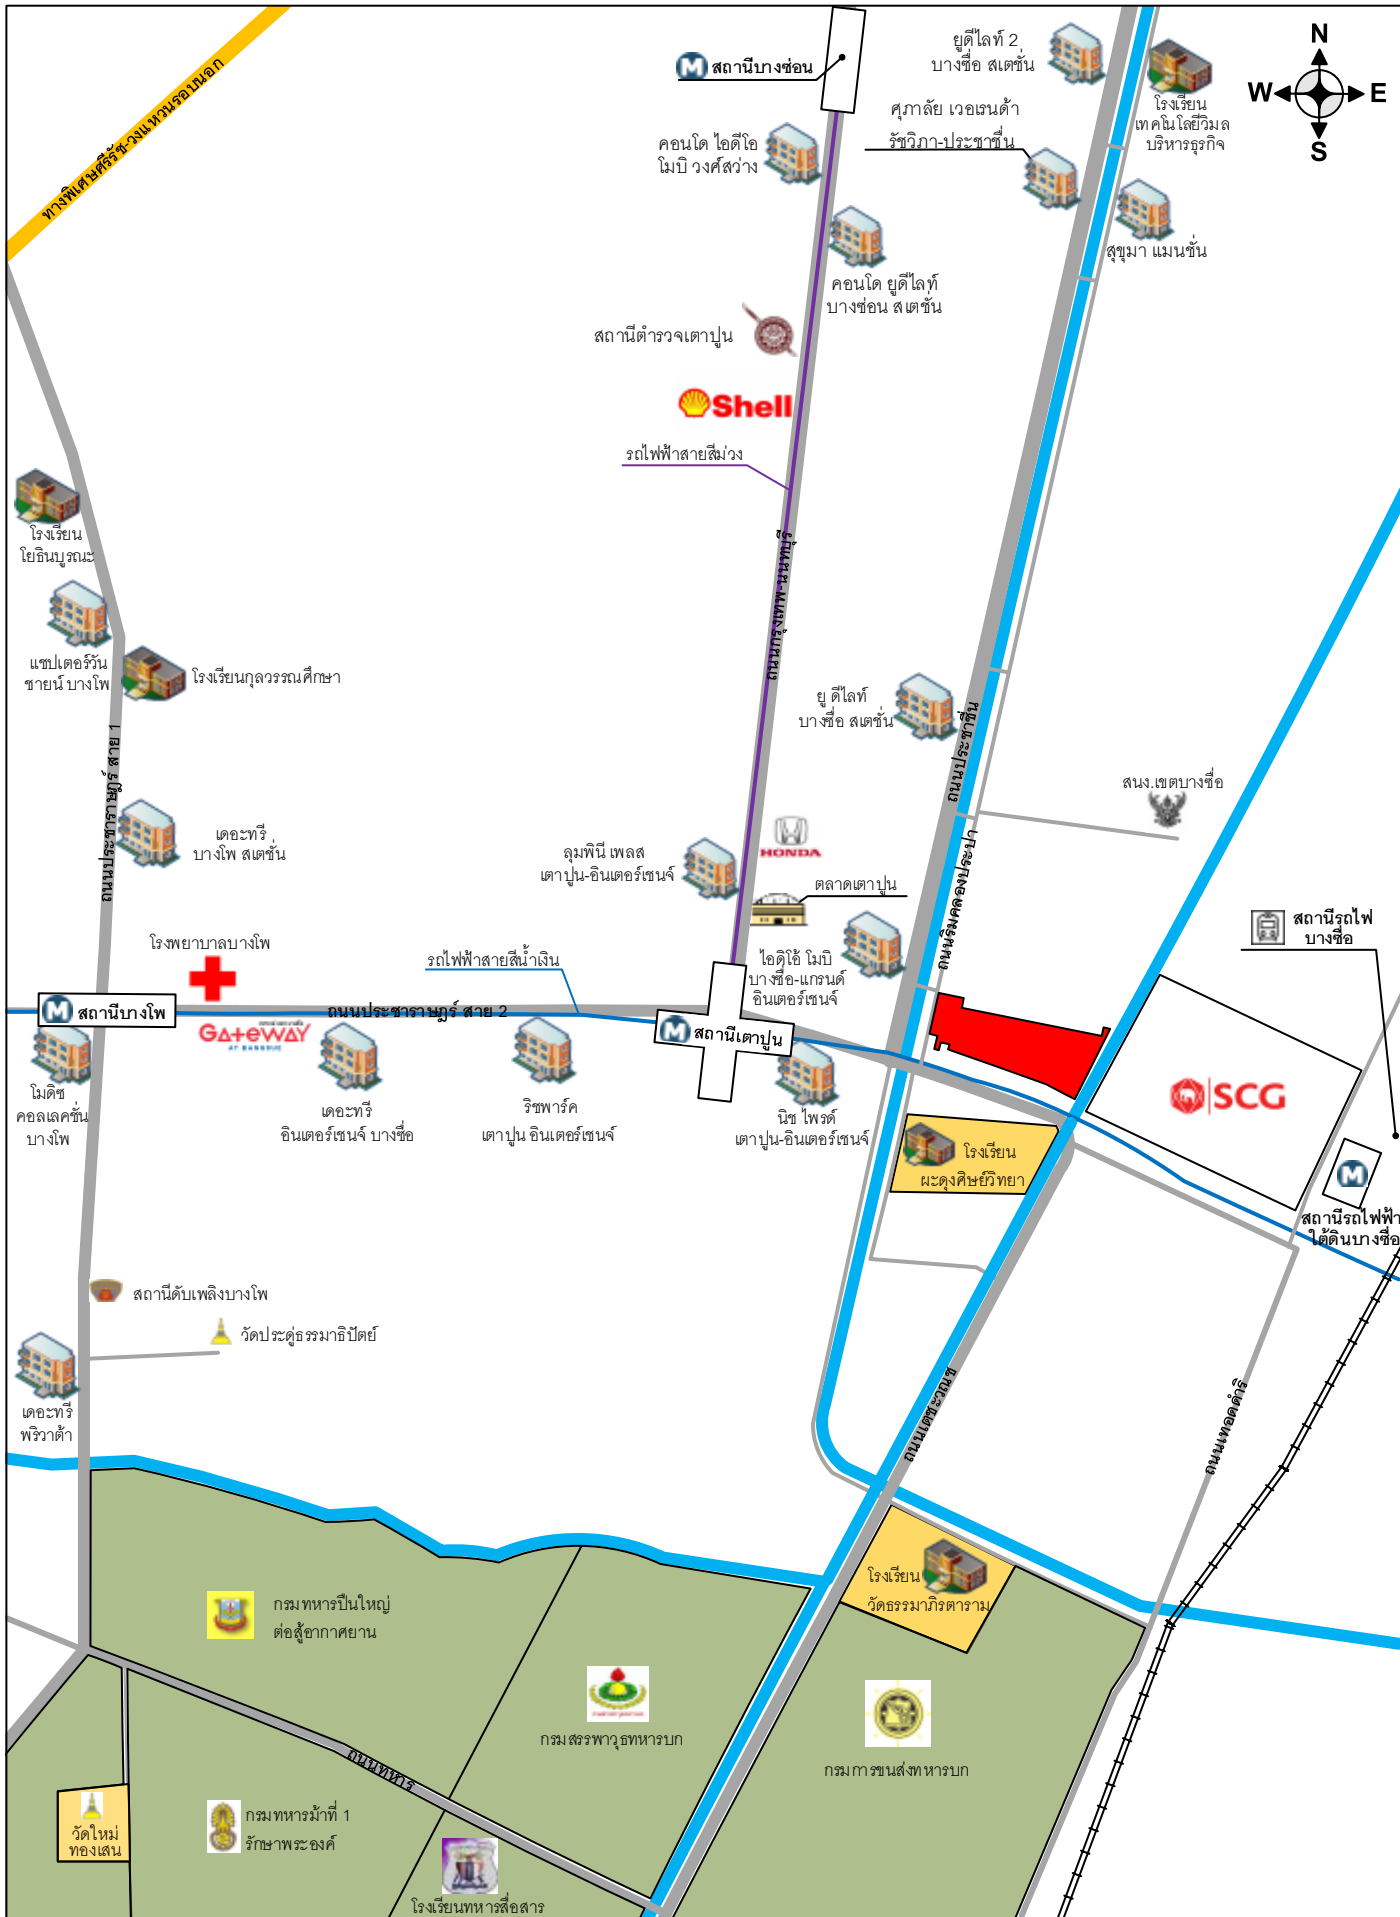 N
W E
S
สถานีบางซ่อน
ยูดีไลท์ 2
บางซื่อ สเตชั่น
โรงเรียน
เทคโนโลยีวิมล
บริหารธุรกิจ
ศุภาลัย เวอเรนด้า
รัชวิภา-ประชาชื่น
คอนโด ไอดีโอ
โมบิ วงศ์สว่าง
ทางพิเศษศรีรัช-วงแหวนรอบนอก
สุขุมา แมนชั่น
คอนโด ยูดีไลท์
บางซ่อน สเตชั่น
สถานีตำรวจเตาปูน
Shell
รถไฟฟ้าสายสีม่วง
โรงเรียน
โยธินบูรณะ
ถนนกรุงเทพ-นนทบุรี
แชปเตอร์วัน
ชายน์ บางโพ
โรงเรียนกุลวรรณศึกษา
ยู ดีไลท์
บางซื่อ สเตชั่น
ถนนประชาชื่น
ถนนประชาราษฎร์ สาย 1
สนง.เขตบางซื่อ
เดอะทรี
บางโพ สเตชั่น
HONDA
ลุมพินี เพลส
เตาปูน-อินเตอร์เชนจ์
ตลาดเตาปูน
ถนนริมคลองประปา
สถานีรถไฟ
บางซื่อ
โรงพยาบาลบางโพ
รถไฟฟ้าสายสีน้ำเงิน
ไอดิโอ้ โมบิ
บางซื่อ-แกรนด์
อินเตอร์เชนจ์
สถานีบางโพ
ถนนประชาราษฎร์ สาย 2
GATEWAY
AT BANGSUE
สถานีเตาปูน
โมดิซ
คอลเลคชั่น
บางโพ
เดอะทรี
อินเตอร์เชนจ์ บางซื่อ
ริชพาร์ค
เตาปูน อินเตอร์เชนจ์
นิช ไพรด์
เตาปูน-อินเตอร์เชนจ์
SCG
โรงเรียน
ผะดุงศิษย์วิทยา
สถานีรถไฟฟ้า
ใต้ดินบางซื่อ
สถานีดับเพลิงบางโพ
วัดประดู่ธรรมาธิปัตย์
เดอะทรี
พริวาต้า
ถนนเตชะวณิช
ถนนเทอดดำริ
โรงเรียน
วัดธรรมาภิรตาราม
กรมทหารปืนใหญ่
ต่อสู้อากาศยาน
กรมสรรพาวุธทหารบก
กรมการขนส่งทหารบก
ถนนทหาร
วัดใหม่
ทองเสน
กรมทหารม้าที่ 1
รักษาพระองค์
โรงเรียนทหารสื่อสาร